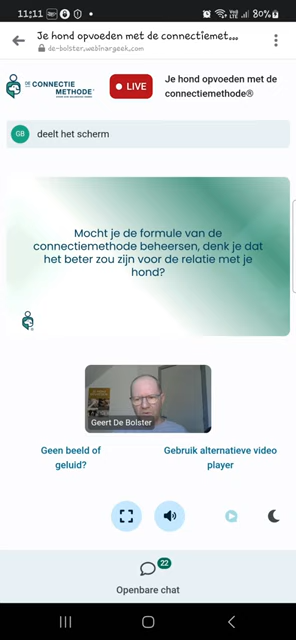 11:11
80%
Je hond opvoeden met de connectiemet...
de-bolster.webinargeek.com
DE CONNECTIE
METHODE
LIVE
Je hond opvoeden met de
connectiemethode®
GB deelt het scherm
Mocht je de formule van de
connectiemethode beheersen, denk je dat
het beter zou zijn voor de relatie met je
hond?
Geert De Bolster
Geen beeld of
geluid?
Gebruik alternatieve video
player
22
Openbare chat